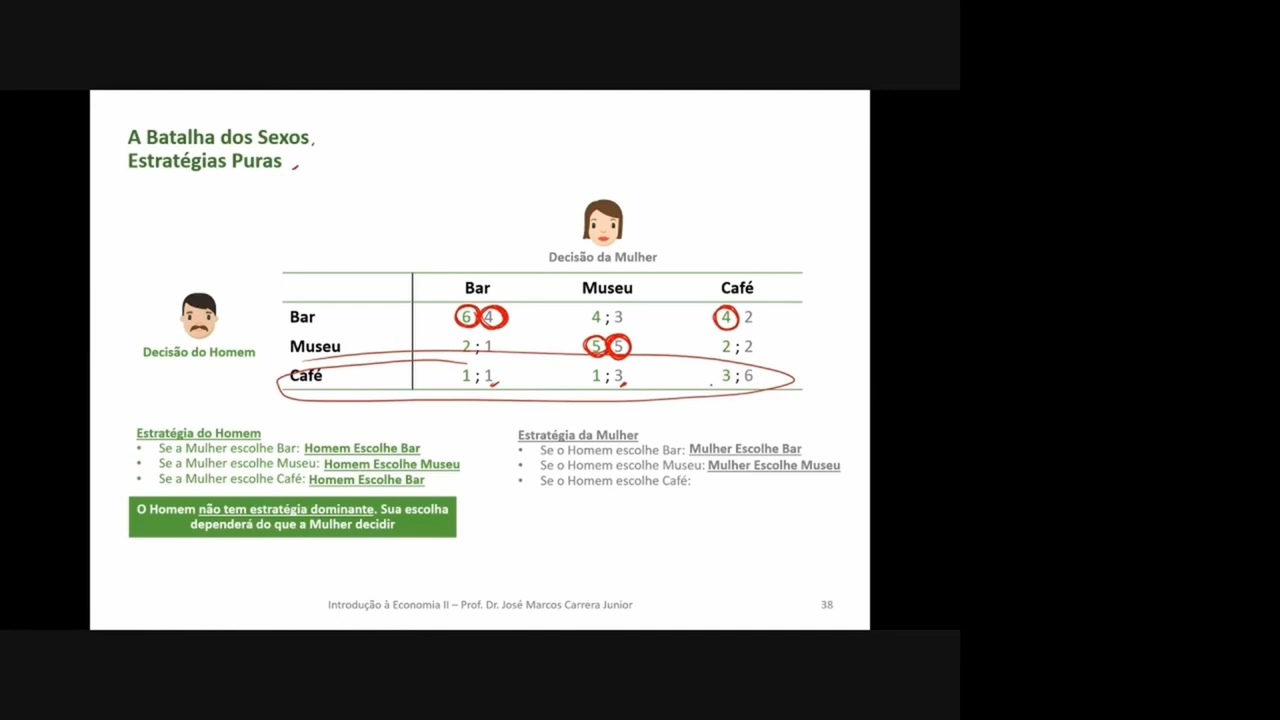 A Batalha dos Sexos
Estratégias Puras
Decisão da Mulher
Bar Museu Café
Bar 6 ; 4 4 ; 3 4 ; 2
Decisão do Homem
Museu 2 ; 1 5 ; 5 2 ; 2
Café 1 ; 1 1 ; 3 3 ; 6
Estratégia do Homem
• Se a Mulher escolhe Bar: Homem Escolhe Bar
• Se a Mulher escolhe Museu: Homem Escolhe Museu
• Se a Mulher escolhe Café: Homem Escolhe Bar
O Homem não tem estratégia dominante. Sua escolha
dependerá do que a Mulher decidir
Estratégia da Mulher
• Se o Homem escolhe Bar: Mulher Escolhe Bar
• Se o Homem escolhe Museu: Mulher Escolhe Museu
• Se o Homem escolhe Café:
Introdução à Economia II – Prof. Dr. José Marcos Carrera Junior
38